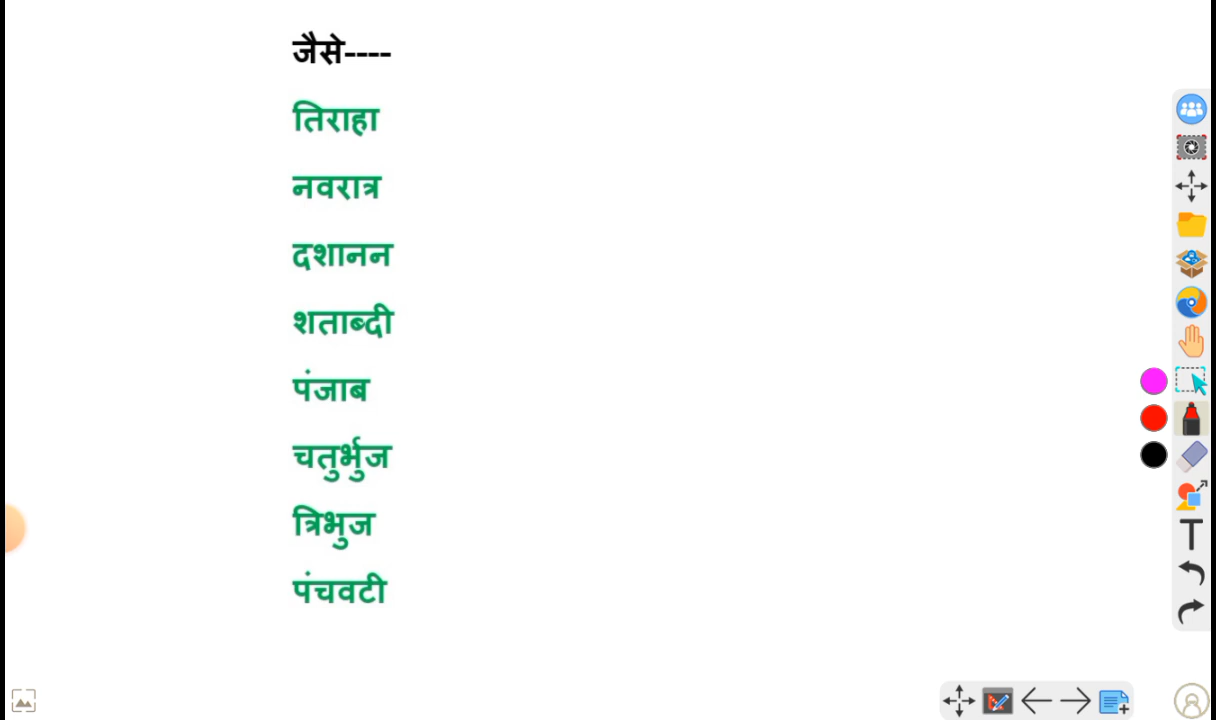 जैसे----
तिराहा
नवरात्र
दशानन
शताब्दी
पंजाब
चतुर्भुज
त्रिभुज
पंचवटी